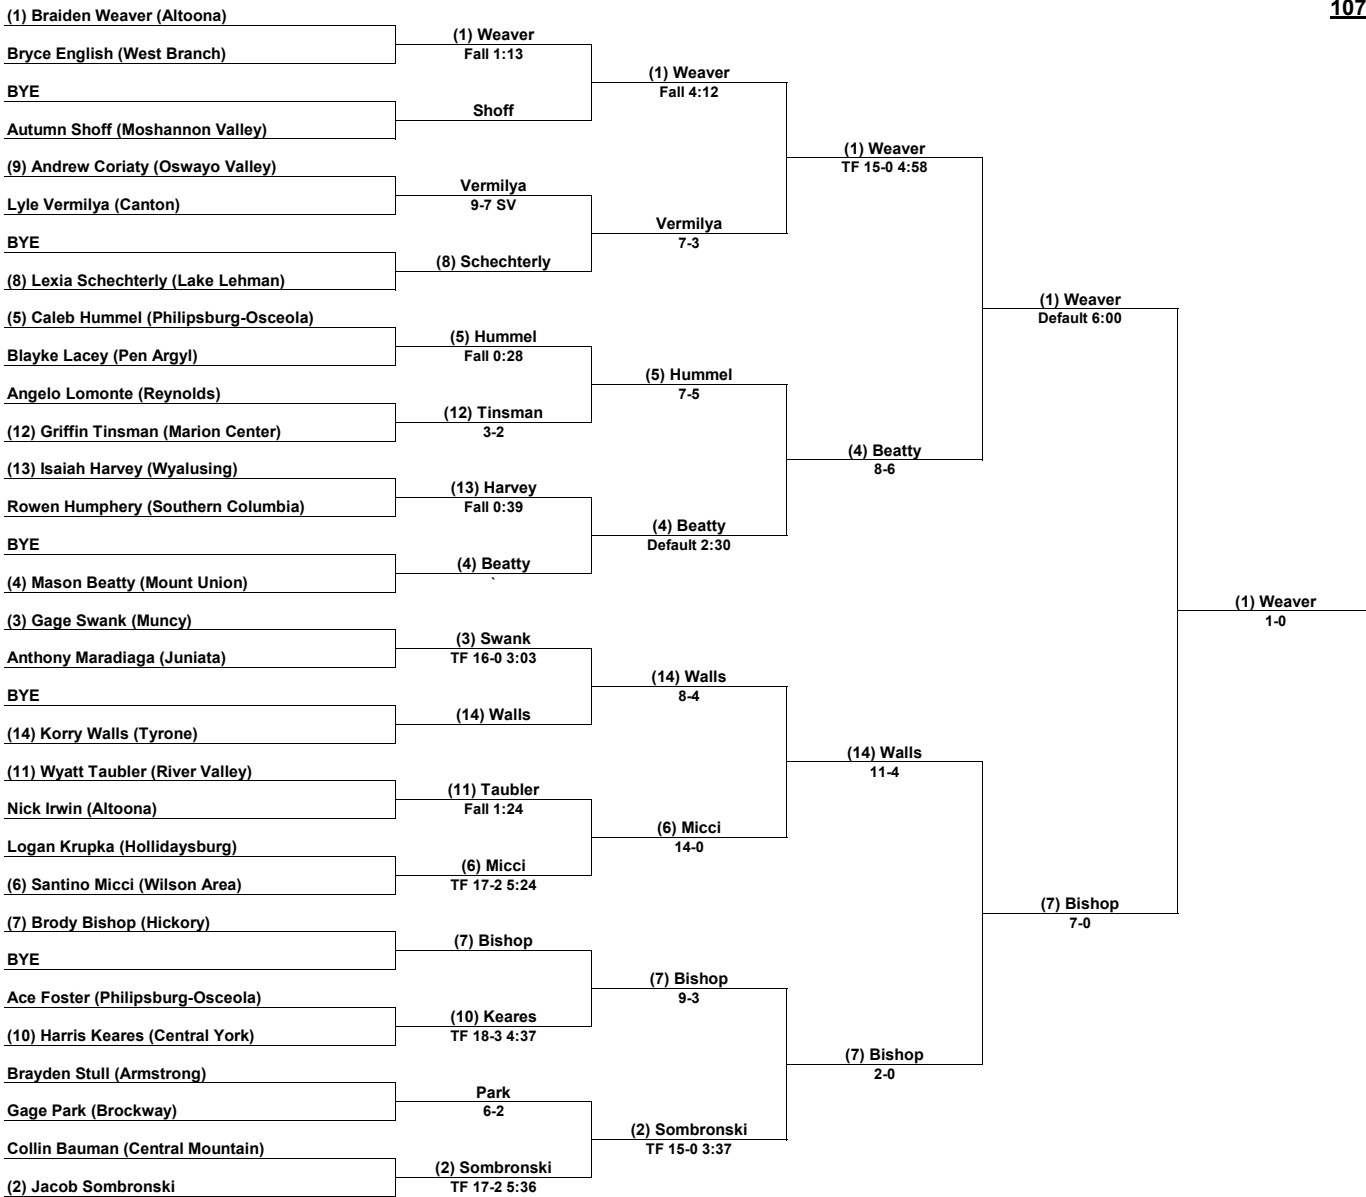 107
(1) Braiden Weaver (Altoona)
Bryce English (West Branch)
BYE
Autumn Shoff (Moshannon Valley)
(9) Andrew Coriaty (Oswayo Valley)
Lyle Vermilya (Canton)
BYE
(8) Lexia Schechterly (Lake Lehman)
(5) Caleb Hummel (Philipsburg-Osceola)
Blayke Lacey (Pen Argyl)
Angelo Lomonte (Reynolds)
(12) Griffin Tinsman (Marion Center)
(13) Isaiah Harvey (Wyalusing)
Rowen Humphery (Southern Columbia)
BYE
(4) Mason Beatty (Mount Union)
(3) Gage Swank (Muncy)
Anthony Maradiaga (Juniata)
BYE
(14) Korry Walls (Tyrone)
(11) Wyatt Taubler (River Valley)
Nick Irwin (Altoona)
Logan Krupka (Hollidaysburg)
(6) Santino Micci (Wilson Area)
(7) Brody Bishop (Hickory)
BYE
Ace Foster (Philipsburg-Osceola)
(10) Harris Keares (Central York)
Brayden Stull (Armstrong)
Gage Park (Brockway)
Collin Bauman (Central Mountain)
(2) Jacob Sombronski
(1) Weaver
Fall 1:13
Shoff
Vermilya
9-7 SV
(8) Schechterly
(5) Hummel
Fall 0:28
(12) Tinsman
3-2
(13) Harvey
Fall 0:39
(4) Beatty
`
(3) Swank
TF 16-0 3:03
(14) Walls
(11) Taubler
Fall 1:24
(6) Micci
TF 17-2 5:24
(7) Bishop
(10) Keares
TF 18-3 4:37
Park
6-2
(2) Sombronski
TF 17-2 5:36
(1) Weaver
Fall 4:12
Vermilya
7-3
(5) Hummel
7-5
(4) Beatty
Default 2:30
(14) Walls
8-4
(6) Micci
14-0
(7) Bishop
9-3
(2) Sombronski
TF 15-0 3:37
(1) Weaver
TF 15-0 4:58
(4) Beatty
8-6
(14) Walls
11-4
(7) Bishop
2-0
(1) Weaver
Default 6:00
(7) Bishop
7-0
(1) Weaver
1-0